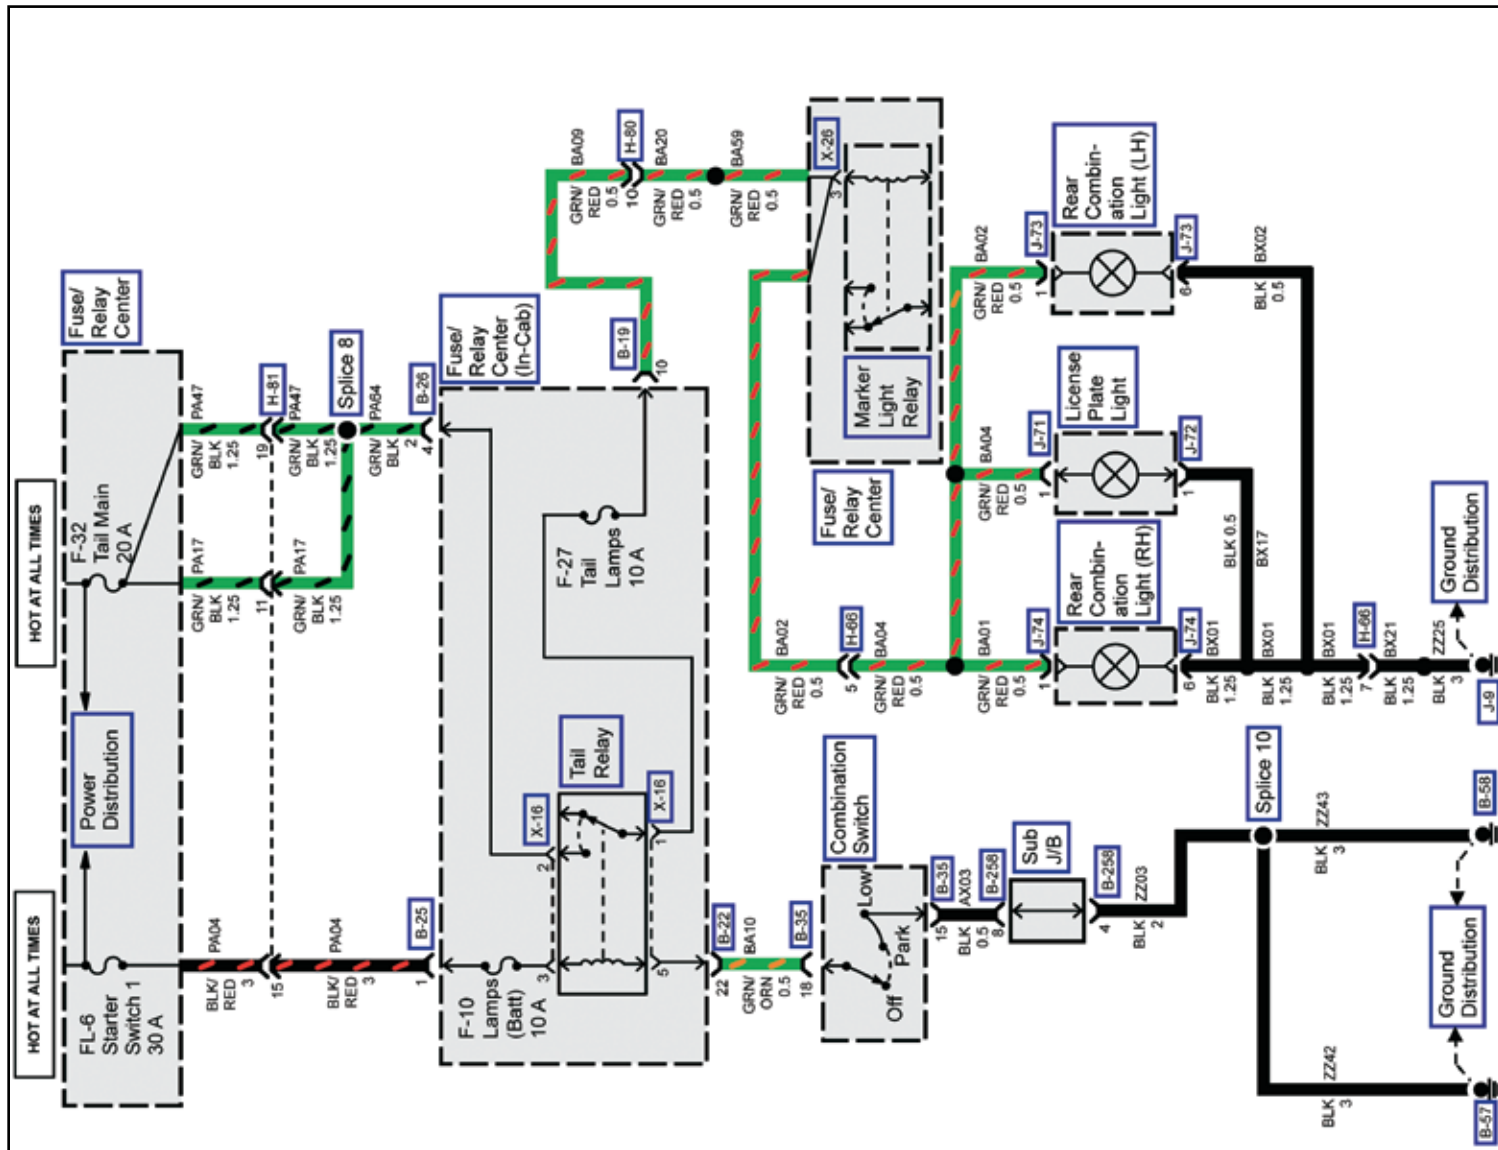 HOT AT ALL TIMES
HOT AT ALL TIMES
FL-6
Starter
Switch 1
30 A
Power
Distribution
F-32
Tail Main
20 A
Fuse/
Relay
Center
BLK/
RED
3
PA04
15
BLK/
RED
3
PA04
1
B-25
GRN/
BLK
1.25
PA17
11
GRN/
BLK
1.25
PA17
GRN/
BLK
1.25
PA47
19
H-81
GRN/
BLK
1.25
PA47
Splice 8
GRN/
BLK
2
PA64
4
B-26
Fuse/
Relay
Center
(In-Cab)
F-10
Lamps
(Batt)
10 A
3
2
X-16
Tail
Relay
5
1
X-16
F-27
Tail
Lamps
10 A
B-19
10
GRN/
RED
0.5
BA09
10
H-80
GRN/
RED
0.5
BA20
GRN/
RED
0.5
BA59
22
B-22
GRN/
ORN
0.5
BA10
18
B-35
Combination
Switch
Off
Park
Low
15
B-35
BLK
0.5
AX03
8
B-258
Sub
J/B
4
B-258
BLK
2
ZZ03
Splice 10
BLK
3
ZZ42
BLK
3
ZZ43
Ground
Distribution
B-57
B-58
3
X-26
Marker
Light
Relay
Fuse/
Relay
Center
GRN/
RED
0.5
BA02
5
H-66
GRN/
RED
0.5
BA04
GRN/
RED
0.5
BA01
1
J-74
GRN/
RED
0.5
BA04
1
J-71
GRN/
RED
0.5
BA02
1
J-73
Rear
Combin-
ation
Light (RH)
License
Plate
Light
Rear
Combin-
ation
Light (LH)
6
J-74
1
J-72
6
J-73
BLK
1.25
BX01
BLK 0.5
BX17
BLK
0.5
BX02
BLK
1.25
BX01
BLK
1.25
BX01
7
H-66
BLK
1.25
BX21
BLK
3
ZZ25
Ground
Distribution
J-9